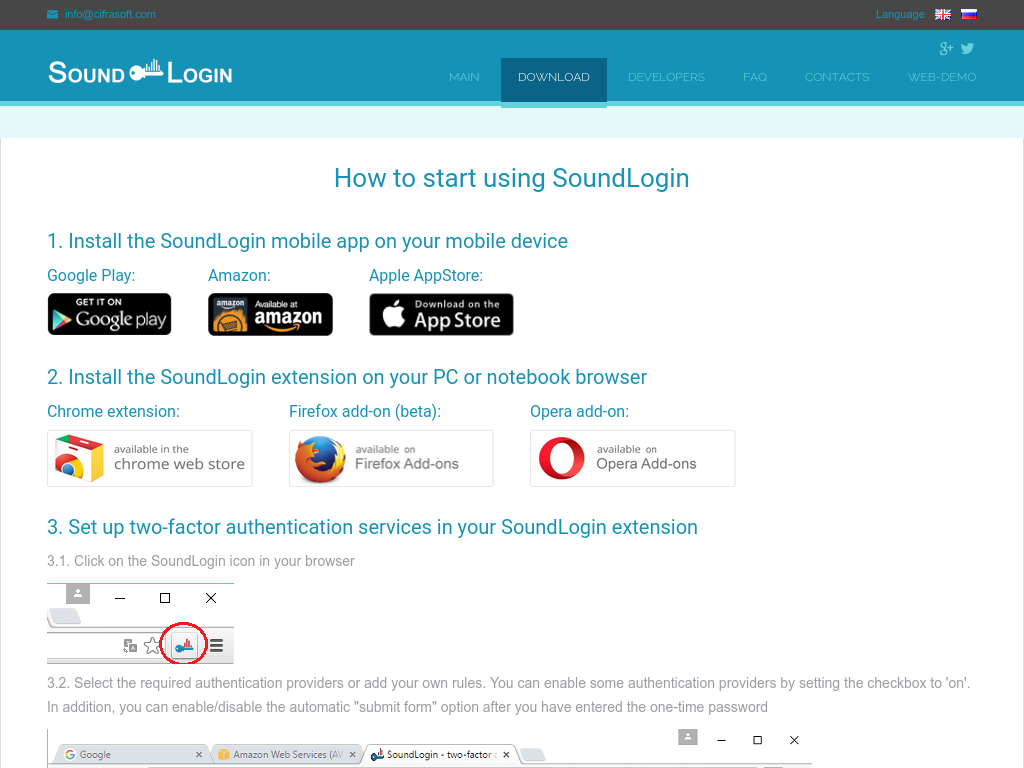 info@cifrasoft.com
Language
SOUND LOGIN
MAIN
DOWNLOAD
DEVELOPERS
FAQ
CONTACTS
WEB-DEMO
How to start using SoundLogin
1. Install the SoundLogin mobile app on your mobile device
Google Play:
Amazon:
Apple AppStore:
GET IT ON
Google play
amazon
Available at
amazon
Download on the
App Store
2. Install the SoundLogin extension on your PC or notebook browser
Chrome extension:
Firefox add-on (beta):
Opera add-on:
available in the
chrome web store
available on
Firefox Add-ons
available on
Opera Add-ons
3. Set up two-factor authentication services in your SoundLogin extension
3.1. Click on the SoundLogin icon in your browser
3.2. Select the required authentication providers or add your own rules. You can enable some authentication providers by setting the checkbox to 'on'.
In addition, you can enable/disable the automatic "submit form" option after you have entered the one-time password
Google
Amazon Web Services (AW
SoundLogin - two-factor a